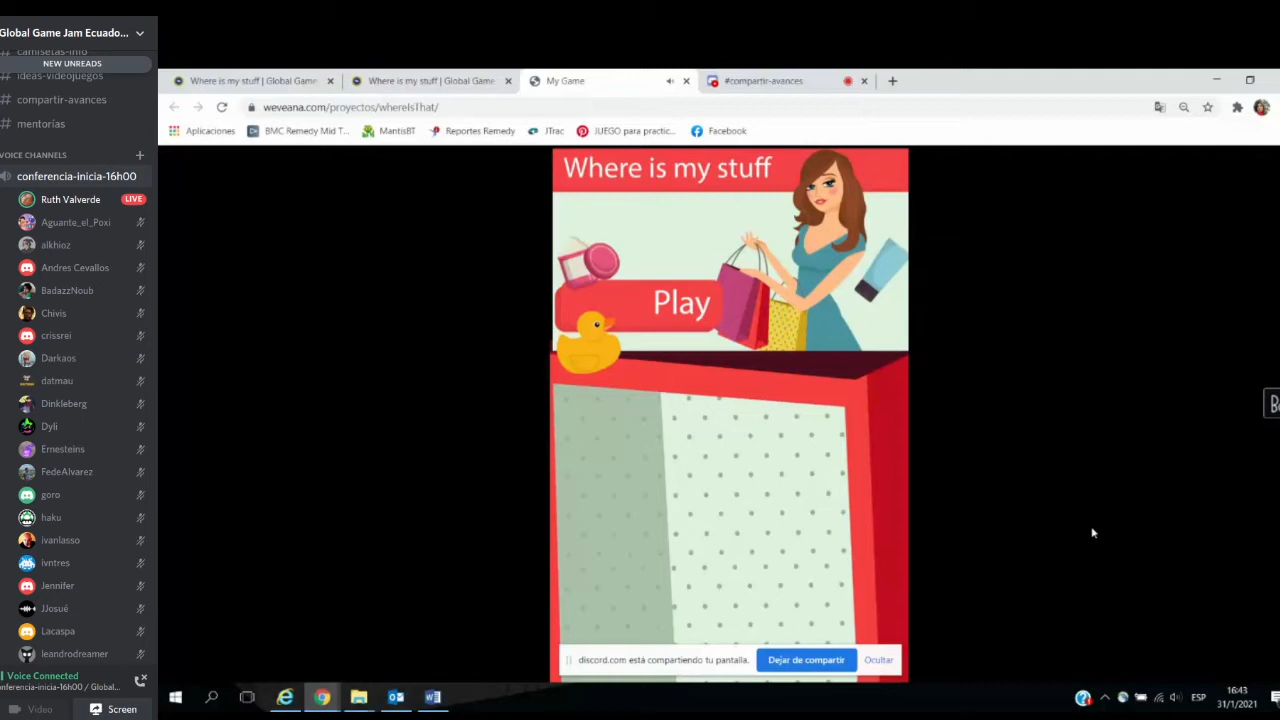 Global Game Jam Ecuado...
# camisetas-info
NEW UNREADS
# ideas-videojuegos
# compartir-avances
# mentorías
VOICE CHANNELS
conferencia-inicia-16h00
Ruth Valverde LIVE
Aguante_el_Poxi
alkhioz
Andres Cevallos
BadazzNoub
Chivis
crissrei
Darkaos
datmau
Dinkleberg
Dyli
Ernesteins
FedeAlvarez
goro
haku
ivanlasso
ivntres
Jennifer
JJosué
Lacaspa
leandrodreamer
Voice Connected
onferencia-inicia-16h00 / Global...
Video Screen
Where is my stuff | Global Game
Where is my stuff | Global Game
My Game
#compartir-avances
weveana.com/proyectos/whereIsThat/
Aplicaciones BMC Remedy Mid T... MantisBT Reportes Remedy JTrac JUEGO para practic... Facebook
Where is my stuff
Play
discord.com está compartiendo tu pantalla. Dejar de compartir Ocultar
ESP
16:43
31/1/2021